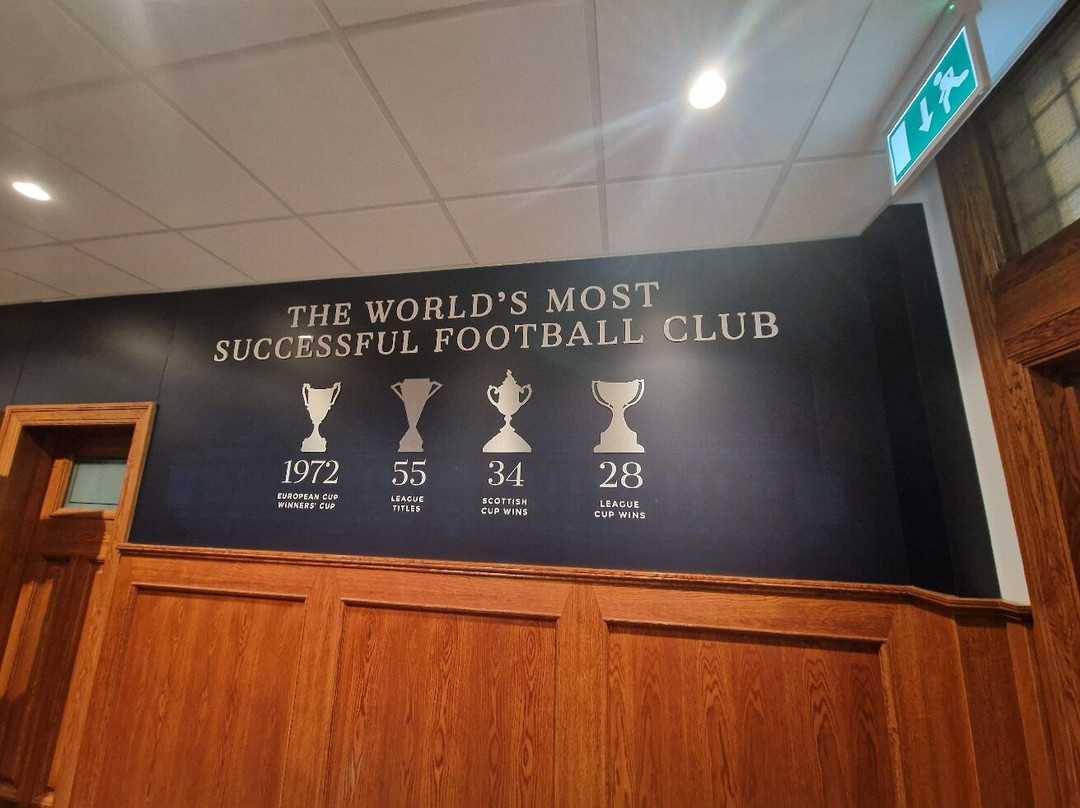 THE WORLD'S MOST
SUCCESSFUL FOOTBALL CLUB
1972
EUROPEAN CUP
WINNERS' CUP
55
LEAGUE
TITLES
34
SCOTTISH
CUP WINS
28
LEAGUE
CUP WINS